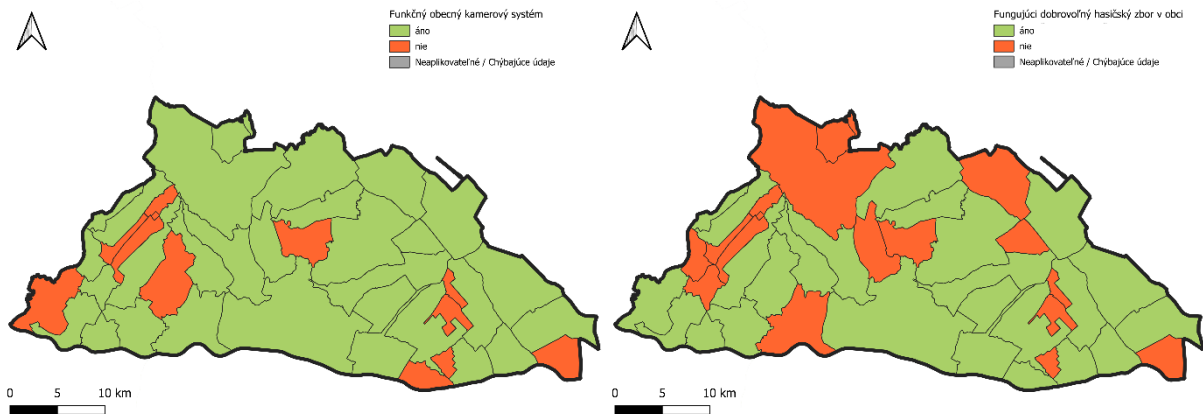 Funkčný obecný kamerový systém
áno
nie
Neaplikovateľné / Chýbajúce údaje
0 5 10 km
Fungujúci dobrovoľný hasičský zbor v obci
áno
nie
Neaplikovateľné / Chýbajúce údaje
0 5 10 km